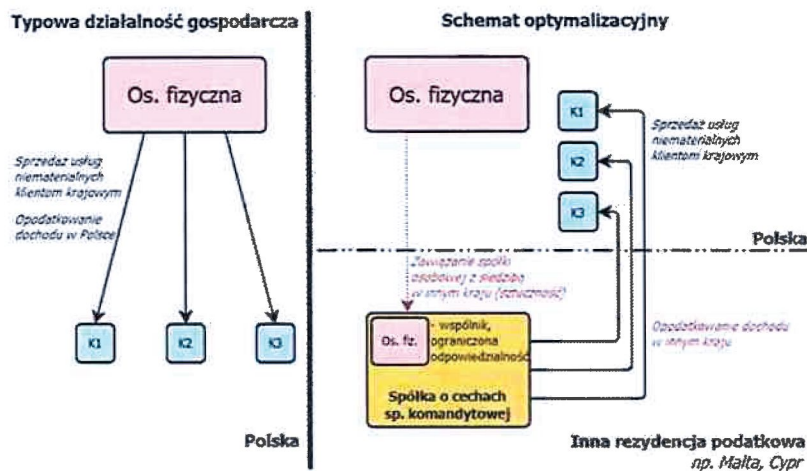 Typowa działalność gospodarcza
Os. fizyczna
Sprzedaż usług
niematerialnych
klientom krajowym
Opodatkowanie
dochodu w Polsce
K1
K2
K3
Polska
Schemat optymalizacyjny
Os. fizyczna
K1
K2
K3
Sprzedaż usług
niematerialnych
klientom krajowym
Polska
Zawiązanie spółki
osobowej z siedzibą
w innym kraju (sztuczność)
Os. fiz.
- wspólnik,
ograniczona
odpowiedzialność
Spółka o cechach
sp. komandytowej
Opodatkowanie dochodu
w innym kraju
Inna rezydencja podatkowa
np. Malta, Cypr